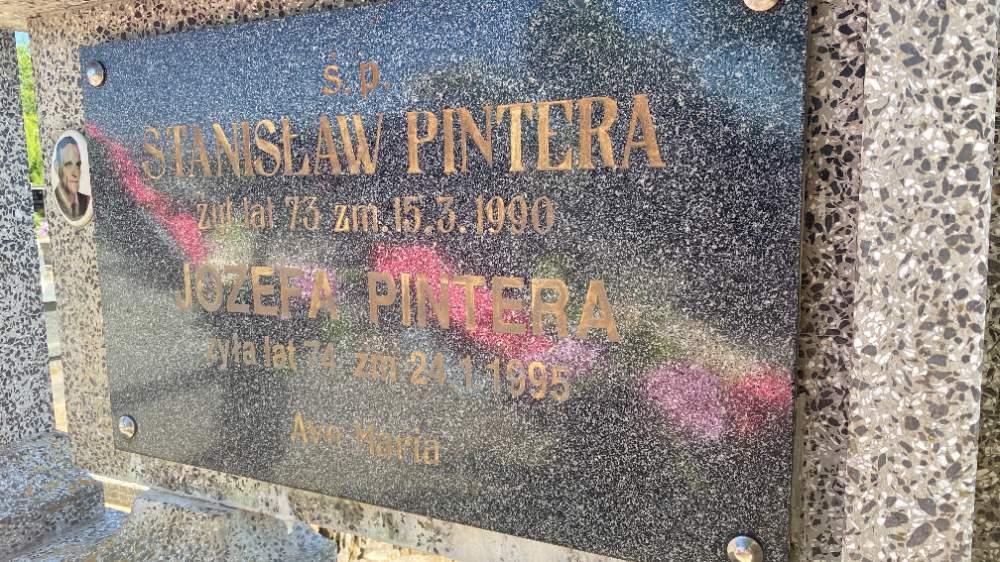 ś.p.
STANISŁAW PINTERA
żył lat 73 zm. 15.3.1990
JÓZEFA PINTERA
żyła lat 74 zm 24.1.1995
Ave Maria